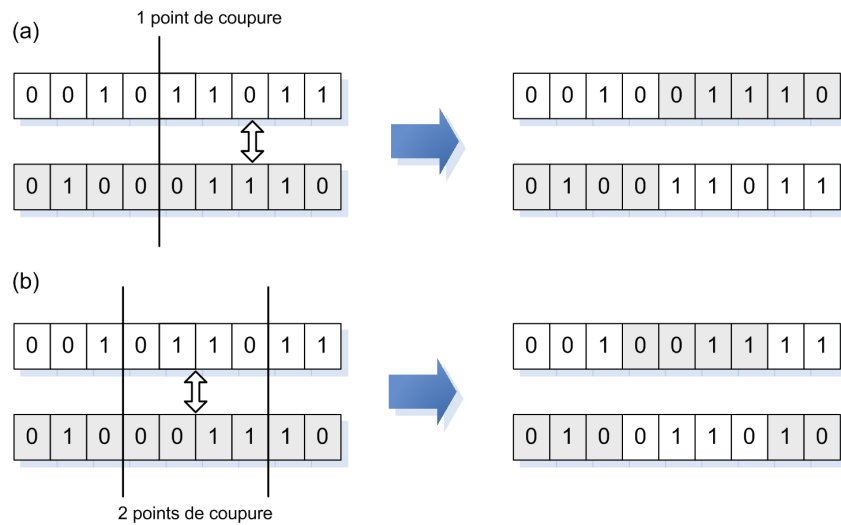 1 point de coupure
(a)
0 0 1 0 1 1 0 1 1
0 0 1 0 0 1 1 1 0
0 1 0 0 0 1 1 1 0
0 1 0 0 1 1 0 1 1
(b)
0 0 1 0 1 1 0 1 1
0 0 1 0 0 1 1 1 1
0 1 0 0 0 1 1 1 0
0 1 0 0 1 1 0 1 0
2 points de coupure